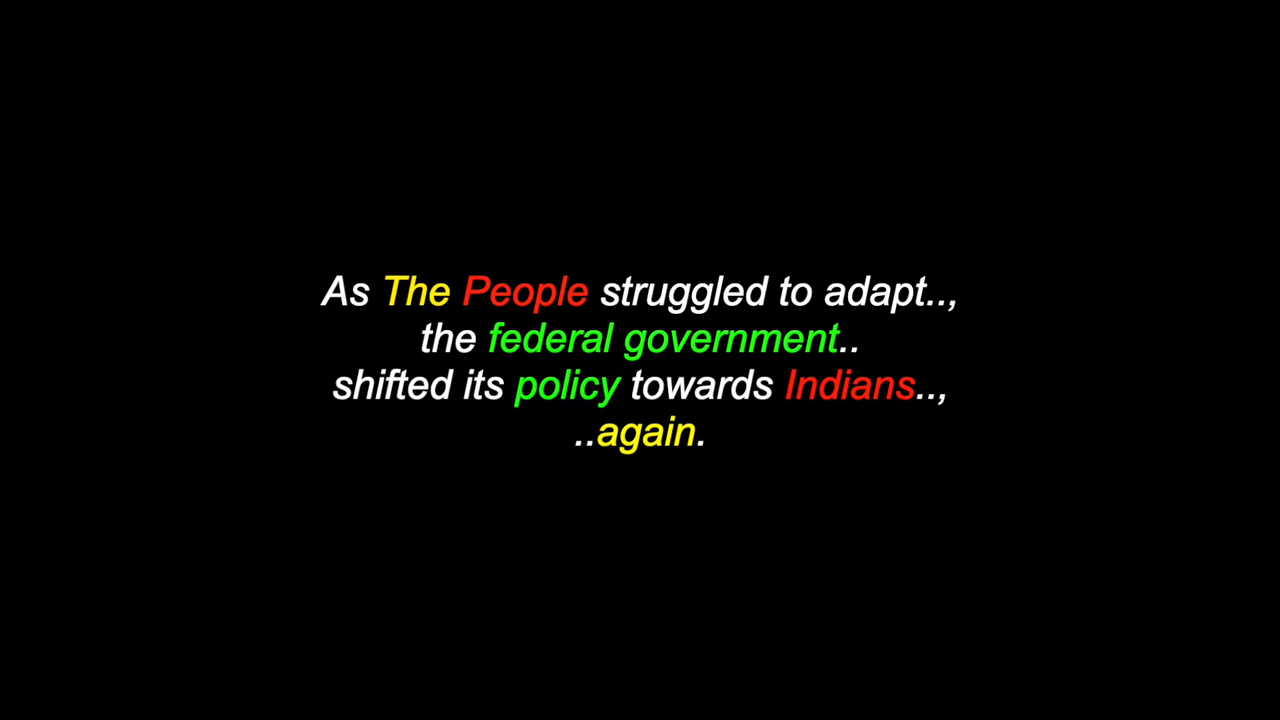 As The People struggled to adapt..,
the federal government..
shifted its policy towards Indians..,
..again.